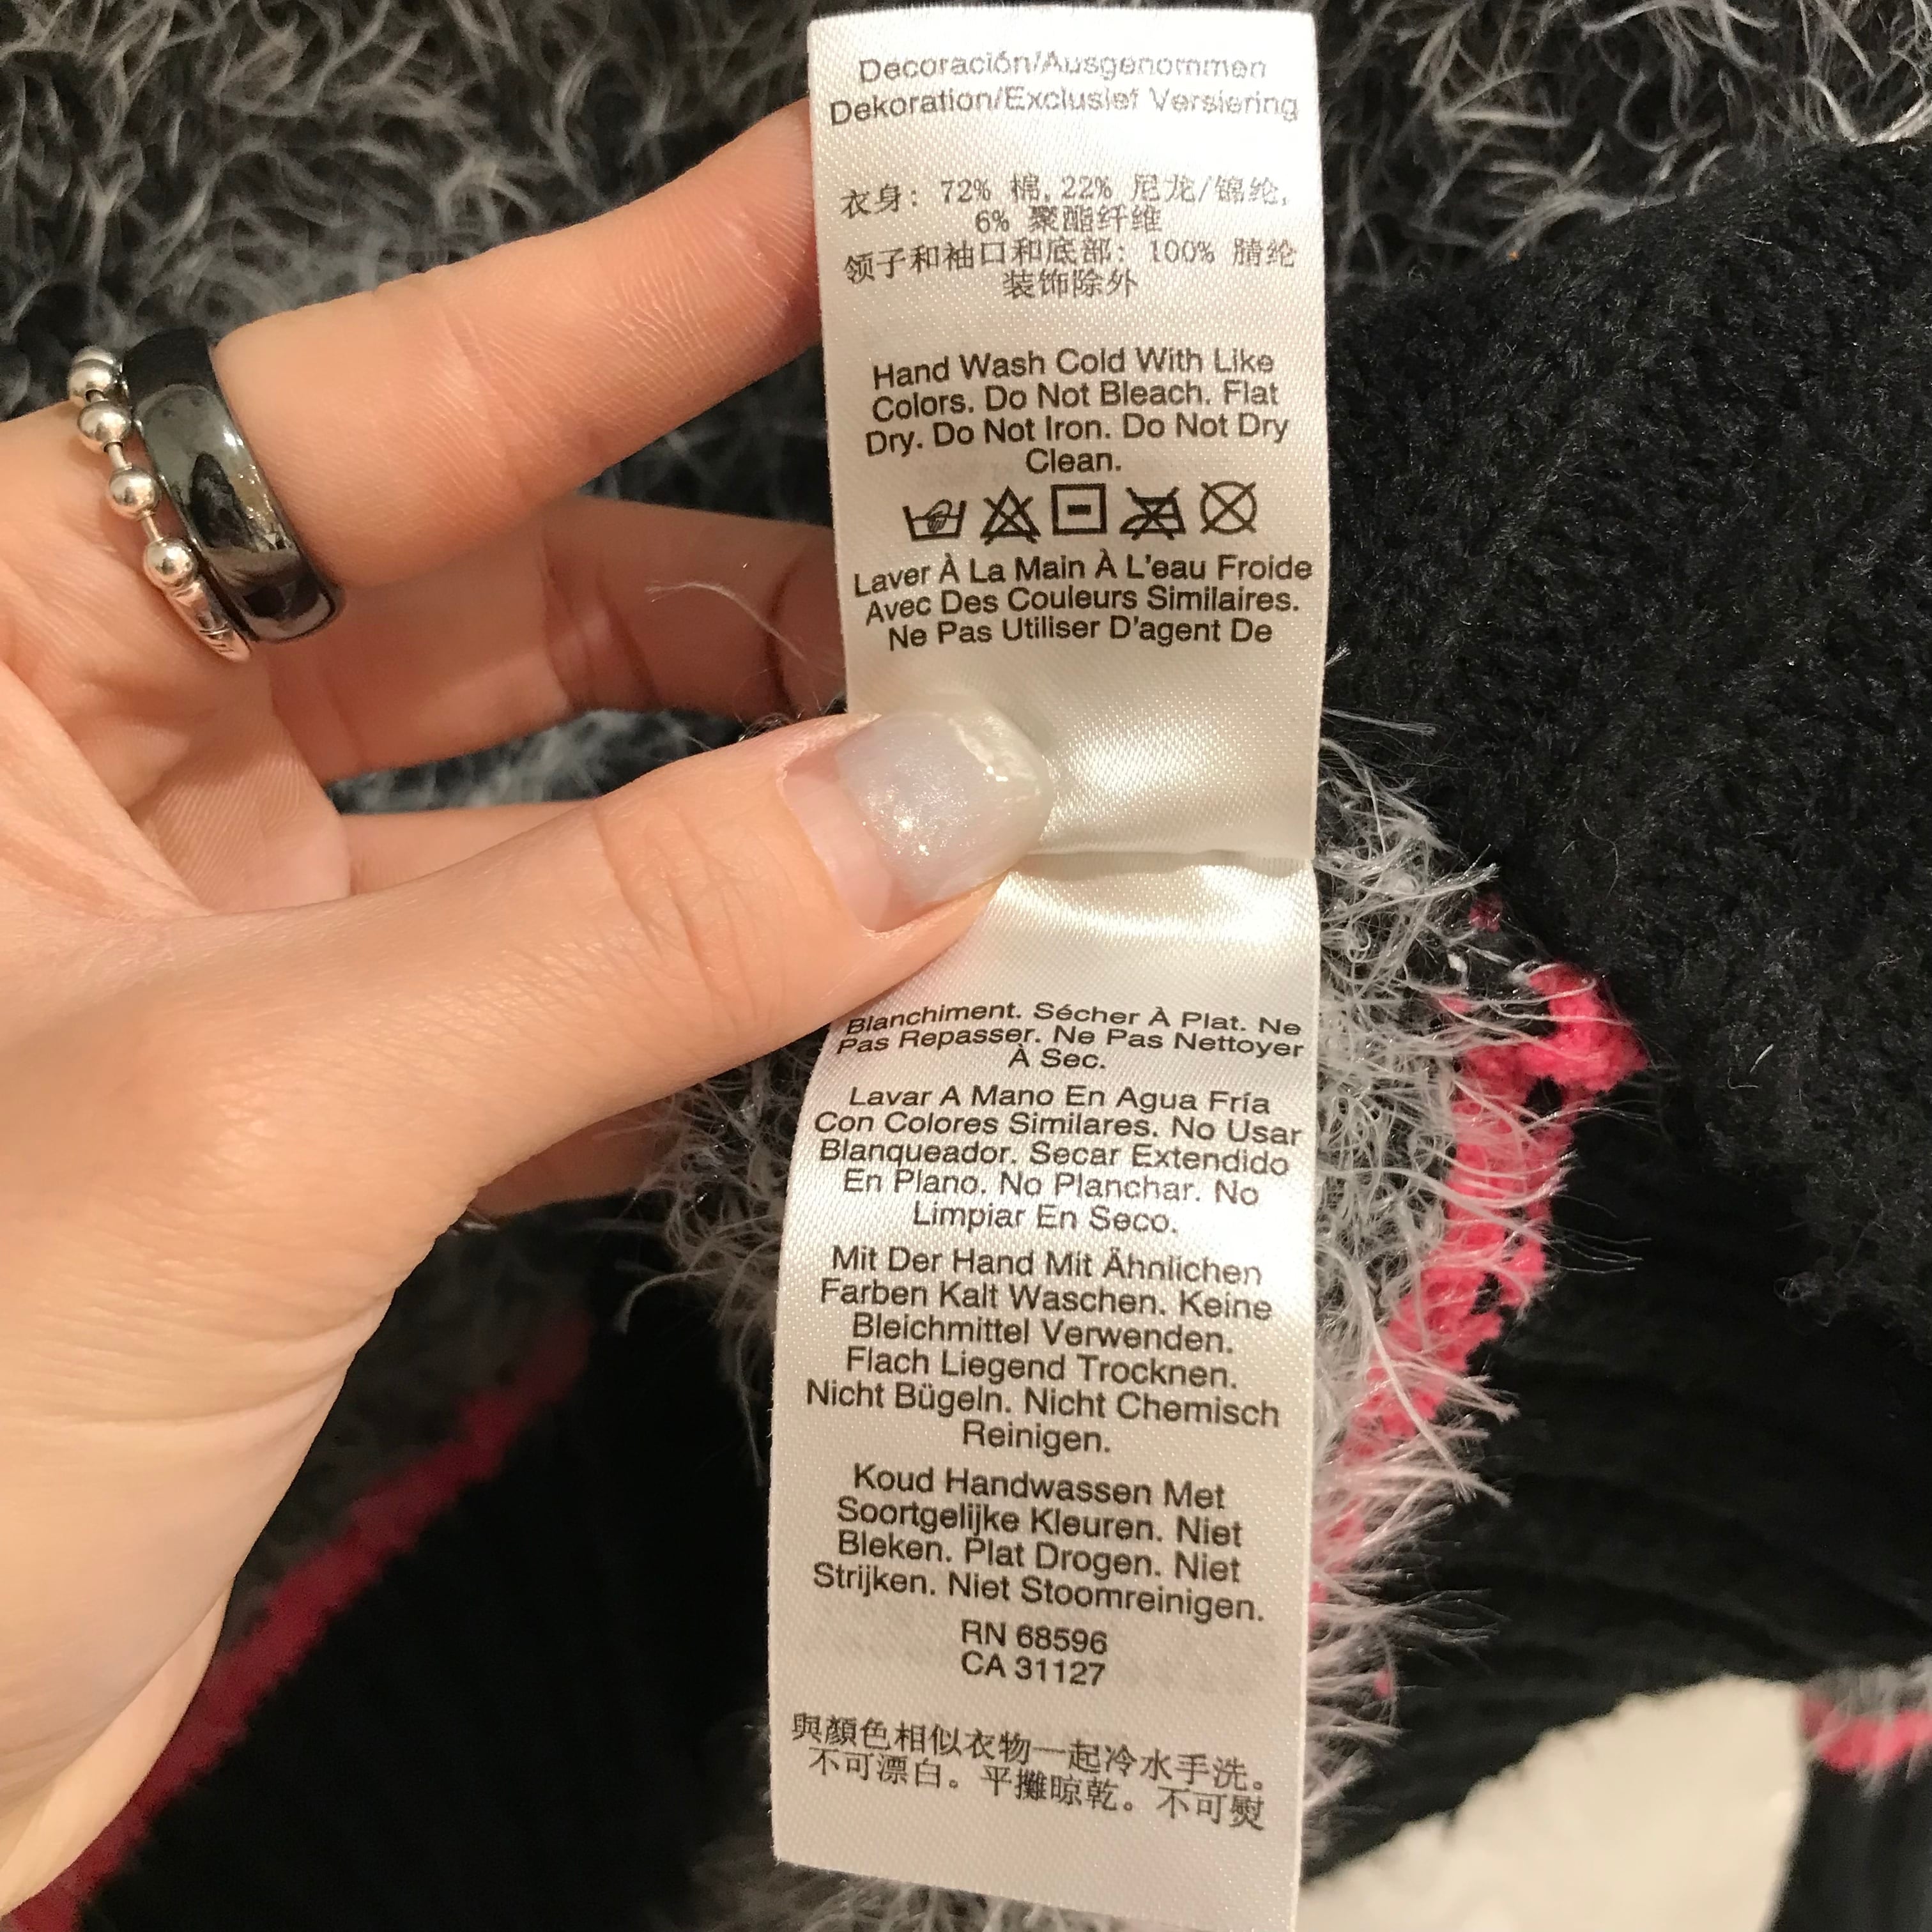 Decoración/Ausgenommen
Dekoration/Exclusief Versiering
衣身: 72% 棉, 22% 尼龙/锦纶,
6% 聚酯纤维
领子和袖口和底部: 100% 腈纶
装饰除外
Hand Wash Cold With Like
Colors. Do Not Bleach. Flat
Dry. Do Not Iron. Do Not Dry
Clean.
Laver À La Main À L'eau Froide
Avec Des Couleurs Similaires.
Ne Pas Utiliser D'agent De
Blanchiment. Sécher À Plat. Ne
Pas Repasser. Ne Pas Nettoyer
À Sec.
Lavar A Mano En Agua Fría
Con Colores Similares. No Usar
Blanqueador. Secar Extendido
En Plano. No Planchar. No
Limpiar En Seco.
Mit Der Hand Mit Ähnlichen
Farben Kalt Waschen. Keine
Bleichmittel Verwenden.
Flach Liegend Trocknen.
Nicht Bügeln. Nicht Chemisch
Reinigen.
Koud Handwassen Met
Soortgelijke Kleuren. Niet
Bleken. Plat Drogen. Niet
Strijken. Niet Stoomreinigen.
RN 68596
CA 31127
與顏色相似衣物一起冷水手洗。
不可漂白。平攤晾乾。不可熨